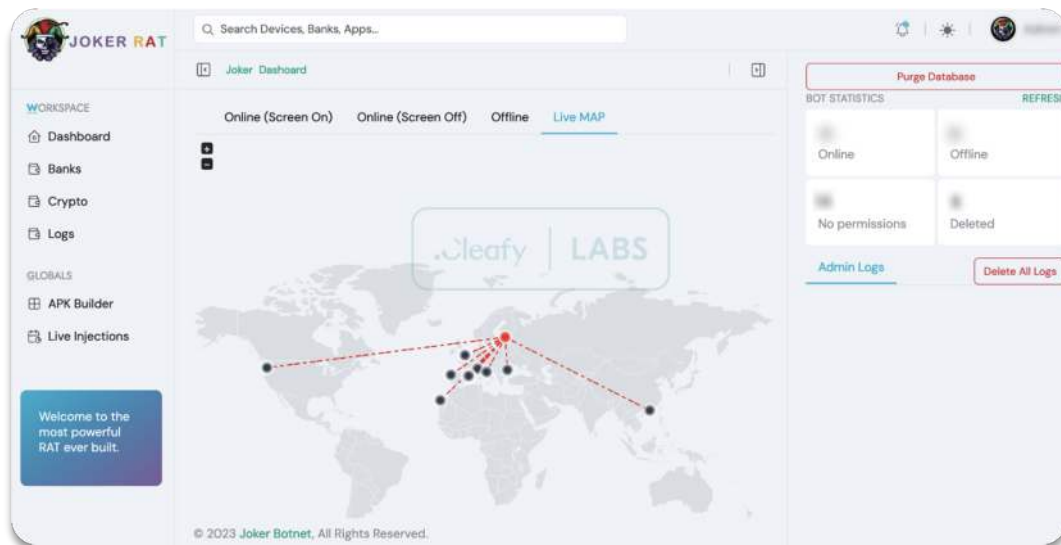 JOKER RAT
Search Devices, Banks, Apps...
Joker Dashoard
WORKSPACE
Dashboard
Banks
Crypto
Logs
GLOBALS
APK Builder
Live Injections
Welcome to the
most powerful
RAT ever built.
Online (Screen On) Online (Screen Off) Offline Live MAP
+
-
.Cleafy | LABS
© 2023 Joker Botnet, All Rights Reserved.
Purge Database
BOT STATISTICS REFRESH
Online Offline
No permissions Deleted
Admin Logs Delete All Logs